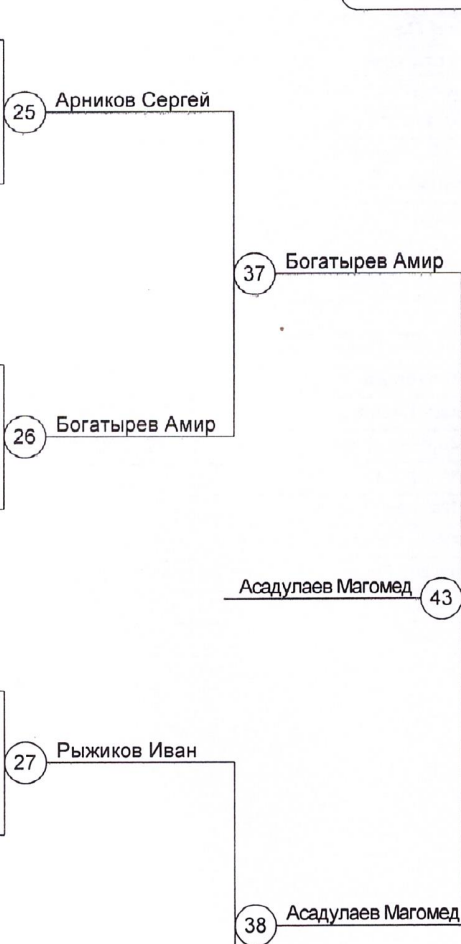 25 Арников Сергей
37 Богатырев Амир
26 Богатырев Амир
Асадулаев Магомед 43
27 Рыжиков Иван
38 Асадулаев Магомед